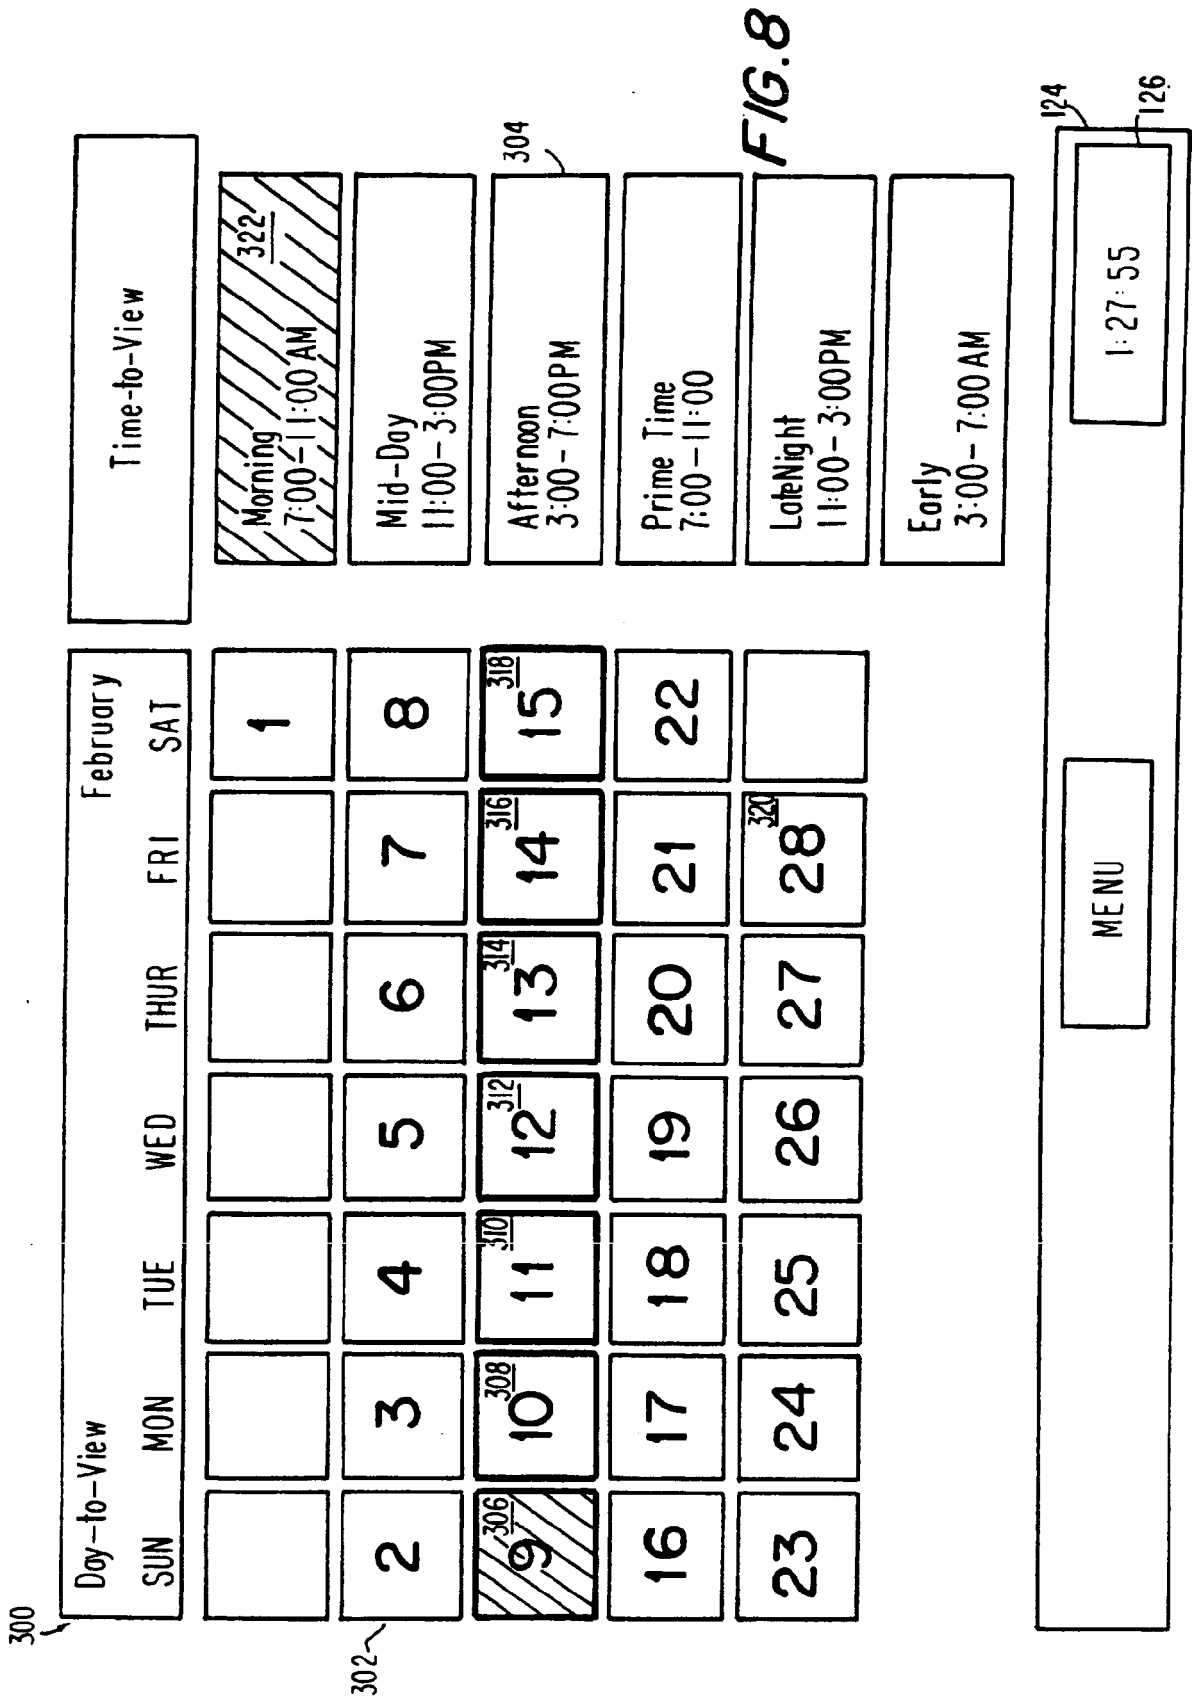 300
Day-to-View February
SUN MON TUE WED THUR FRI SAT
Time-to-View
1
302
2 3 4 5 6 7 8
306 308 310 312 314 316 318
9 10 11 12 13 14 15
16 17 18 19 20 21 22
320
23 24 25 26 27 28
322
Morning
7:00-11:00 AM
Mid-Day
11:00-3:00PM
304
Afternoon
3:00-7:00PM
Prime Time
7:00-11:00
LateNight
11:00-3:00PM
Early
3:00-7:00AM
FIG.8
MENU
1:27:55
124
126